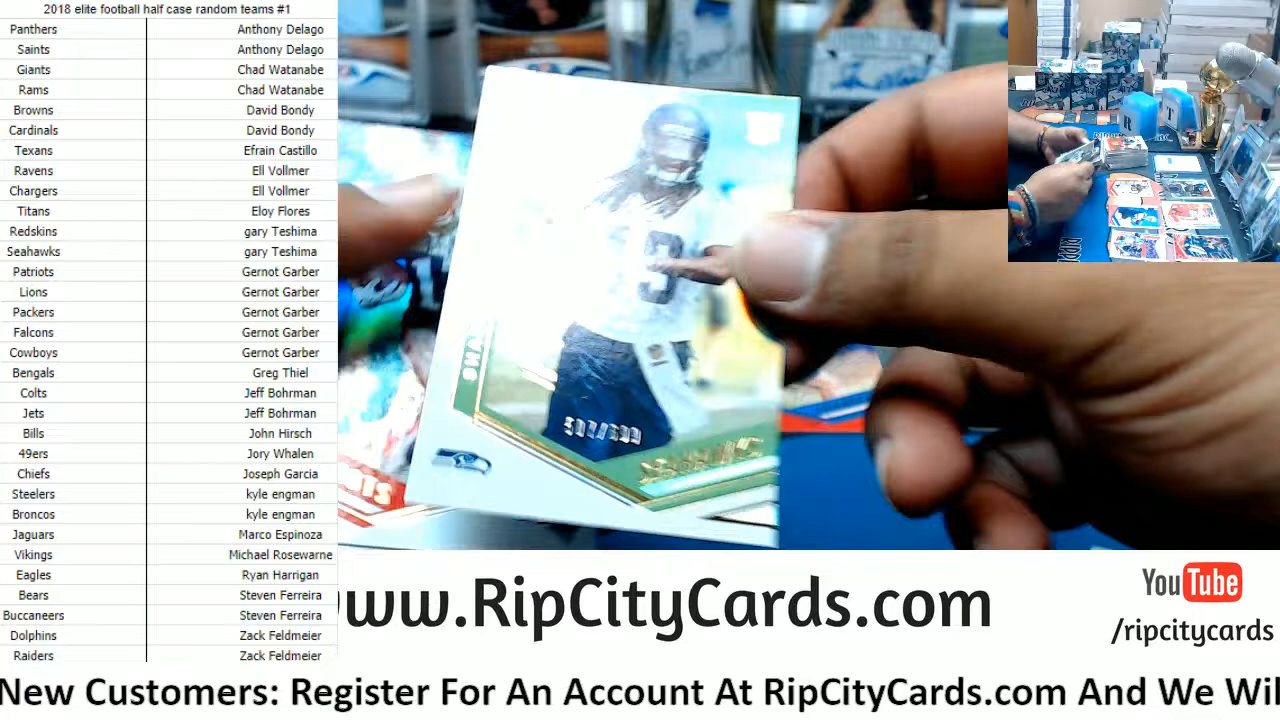 2018 elite football half case random teams #1
Panthers Anthony Delago
Saints Anthony Delago
Giants Chad Watanabe
Rams Chad Watanabe
Browns David Bondy
Cardinals David Bondy
Texans Efrain Castillo
Ravens Ell Vollmer
Chargers Ell Vollmer
Titans Eloy Flores
Redskins gary Teshima
Seahawks gary Teshima
Patriots Gernot Garber
Lions Gernot Garber
Packers Gernot Garber
Falcons Gernot Garber
Cowboys Gernot Garber
Bengals Greg Thiel
Colts Jeff Bohrman
Jets Jeff Bohrman
Bills John Hirsch
49ers Jory Whalen
Chiefs Joseph Garcia
Steelers kyle engman
Broncos kyle engman
Jaguars Marco Espinoza
Vikings Michael Rosewarne
Eagles Ryan Harrigan
Bears Steven Ferreira
Buccaneers Steven Ferreira
Dolphins Zack Feldmeier
Raiders Zack Feldmeier
www.RipCityCards.com
YouTube
/ripcitycards
New Customers: Register For An Account At RipCityCards.com And We Wil